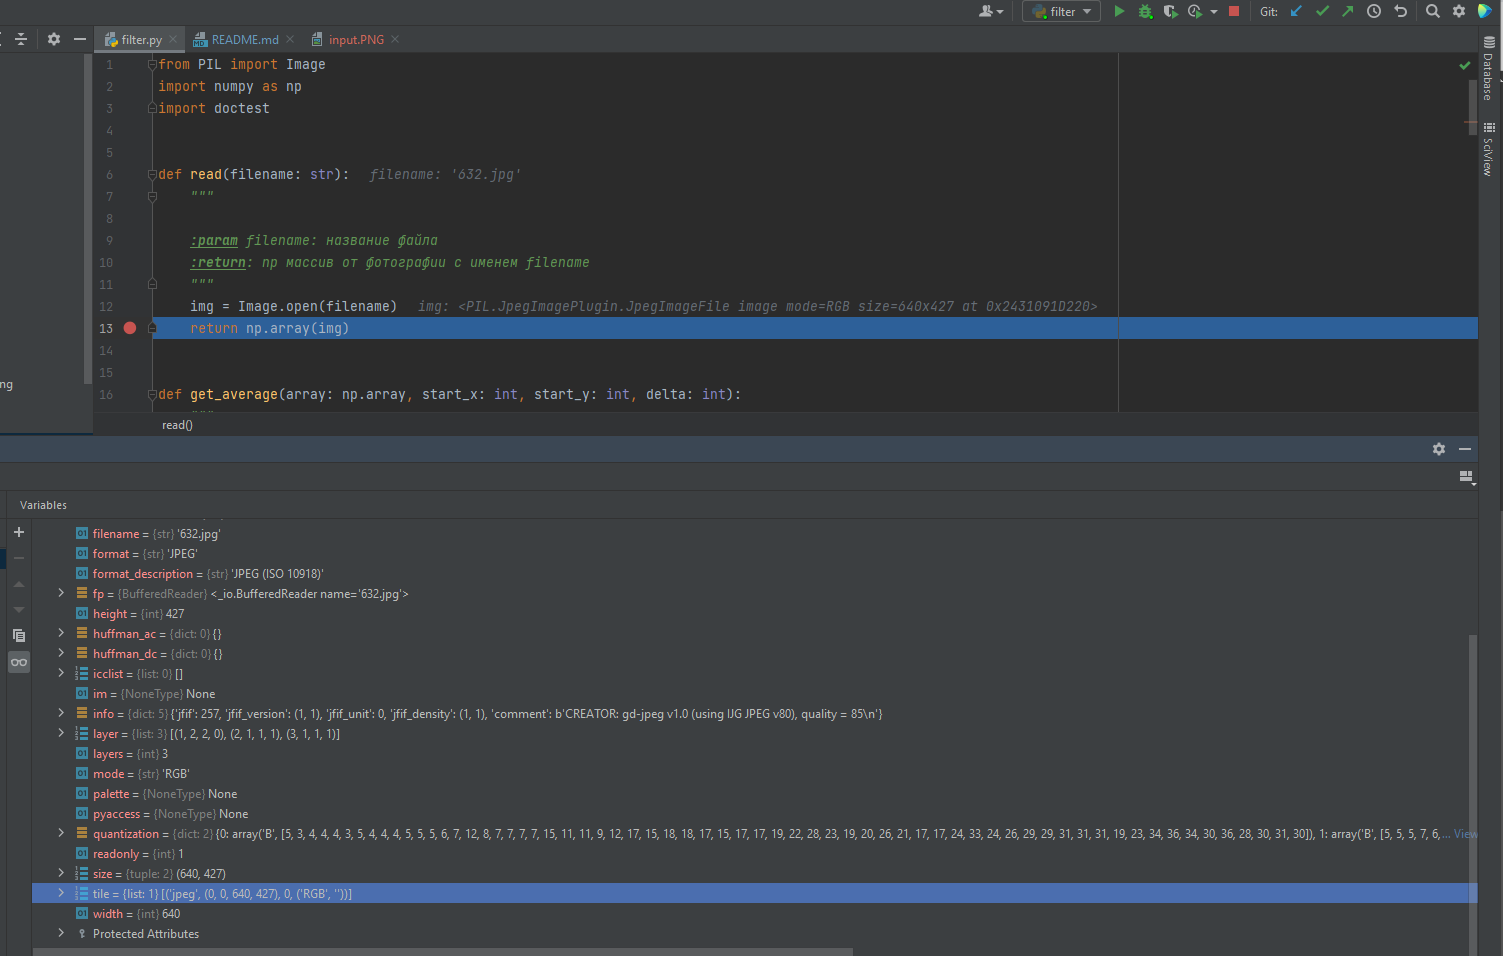 filter
Git:
filter.py
README.md
input.PNG
1 from PIL import Image
2 import numpy as np
3 import doctest
4
5
6 def read(filename: str): filename: '632.jpg'
7 """
8
9 :param filename: название файла
10 :return: np массив от фотографии с именем filename
11 """
12 img = Image.open(filename) img: <PIL.JpegImagePlugin.JpegImageFile image mode=RGB size=640x427 at 0x2431091D220>
13 return np.array(img)
14
15
16 def get_average(array: np.array, start_x: int, start_y: int, delta: int):
ng
read()
Database
SciView
Variables
filename = {str} '632.jpg'
format = {str} 'JPEG'
format_description = {str} 'JPEG (ISO 10918)'
fp = {BufferedReader} <_io.BufferedReader name='632.jpg'>
height = {int} 427
huffman_ac = {dict: 0} {}
huffman_dc = {dict: 0} {}
icclist = {list: 0} []
im = {NoneType} None
info = {dict: 5} {'jfif': 257, 'jfif_version': (1, 1), 'jfif_unit': 0, 'jfif_density': (1, 1), 'comment': b'CREATOR: gd-jpeg v1.0 (using IJG JPEG v80), quality = 85\n'}
layer = {list: 3} [(1, 2, 2, 0), (2, 1, 1, 1), (3, 1, 1, 1)]
layers = {int} 3
mode = {str} 'RGB'
palette = {NoneType} None
pyaccess = {NoneType} None
quantization = {dict: 2} {0: array('B', [5, 3, 4, 4, 4, 3, 5, 4, 4, 4, 5, 5, 5, 6, 7, 12, 8, 7, 7, 7, 7, 15, 11, 11, 9, 12, 17, 15, 18, 18, 17, 15, 17, 17, 19, 22, 28, 23, 19, 20, 26, 21, 17, 17, 24, 33, 24, 26, 29, 29, 31, 31, 31, 19, 23, 34, 36, 34, 30, 36, 28, 30, 31, 30]), 1: array('B', [5, 5, 5, 7, 6,... View
readonly = {int} 1
size = {tuple: 2} (640, 427)
tile = {list: 1} [('jpeg', (0, 0, 640, 427), 0, ('RGB', ''))]
width = {int} 640
Protected Attributes